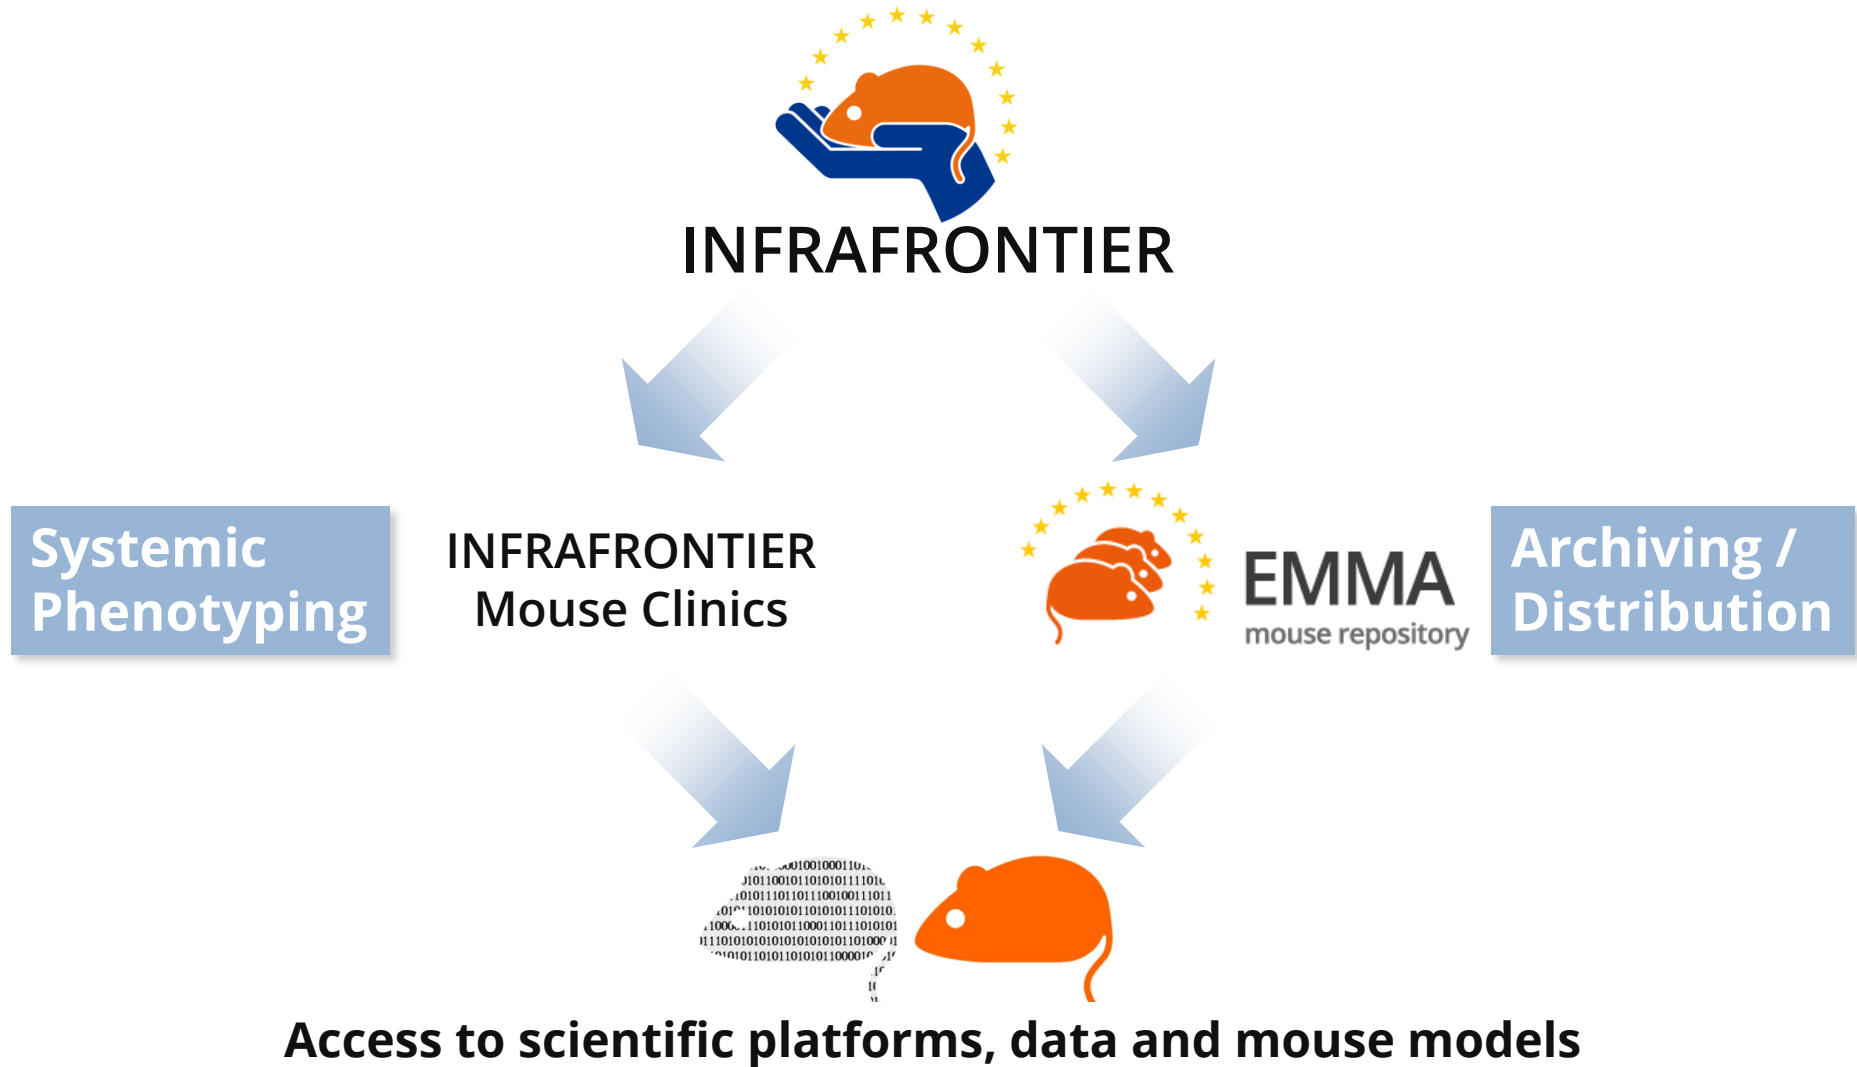 INFRAFRONTIER
Systemic
Phenotyping
INFRAFRONTIER
Mouse Clinics
EMMA
mouse repository
Archiving /
Distribution
Access to scientific platforms, data and mouse models